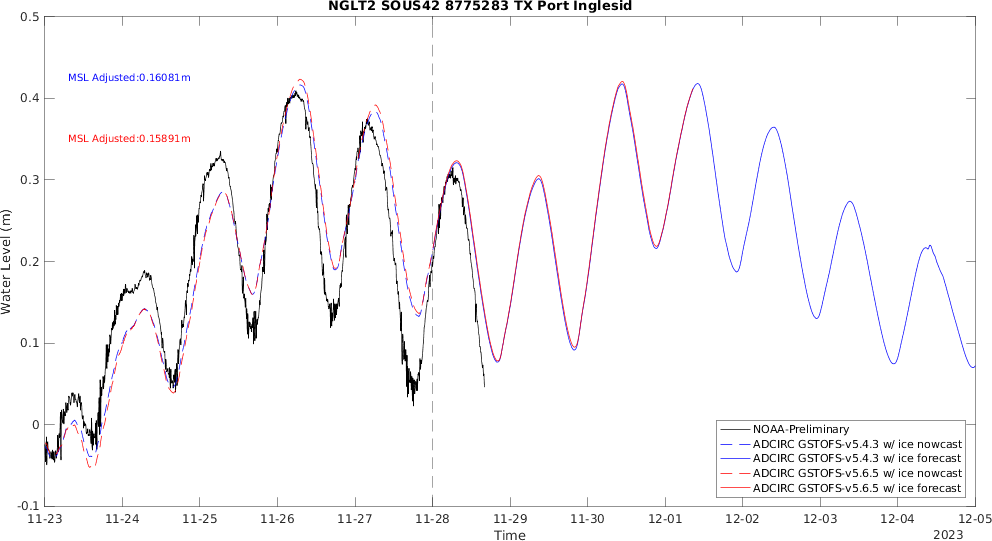 NGLT2 SOUS42 8775283 TX Port Inglesid
0.5
0.4
0.3
0.2
0.1
0
-0.1
Water Level (m)
MSL Adjusted:0.16081m
MSL Adjusted:0.15891m
NOAA-Preliminary
ADCIRC GSTOFS-v5.4.3 w/ ice nowcast
ADCIRC GSTOFS-v5.4.3 w/ ice forecast
ADCIRC GSTOFS-v5.6.5 w/ ice nowcast
ADCIRC GSTOFS-v5.6.5 w/ ice forecast
11-23 11-24 11-25 11-26 11-27 11-28 11-29 11-30 12-01 12-02 12-03 12-04 12-05
Time
2023